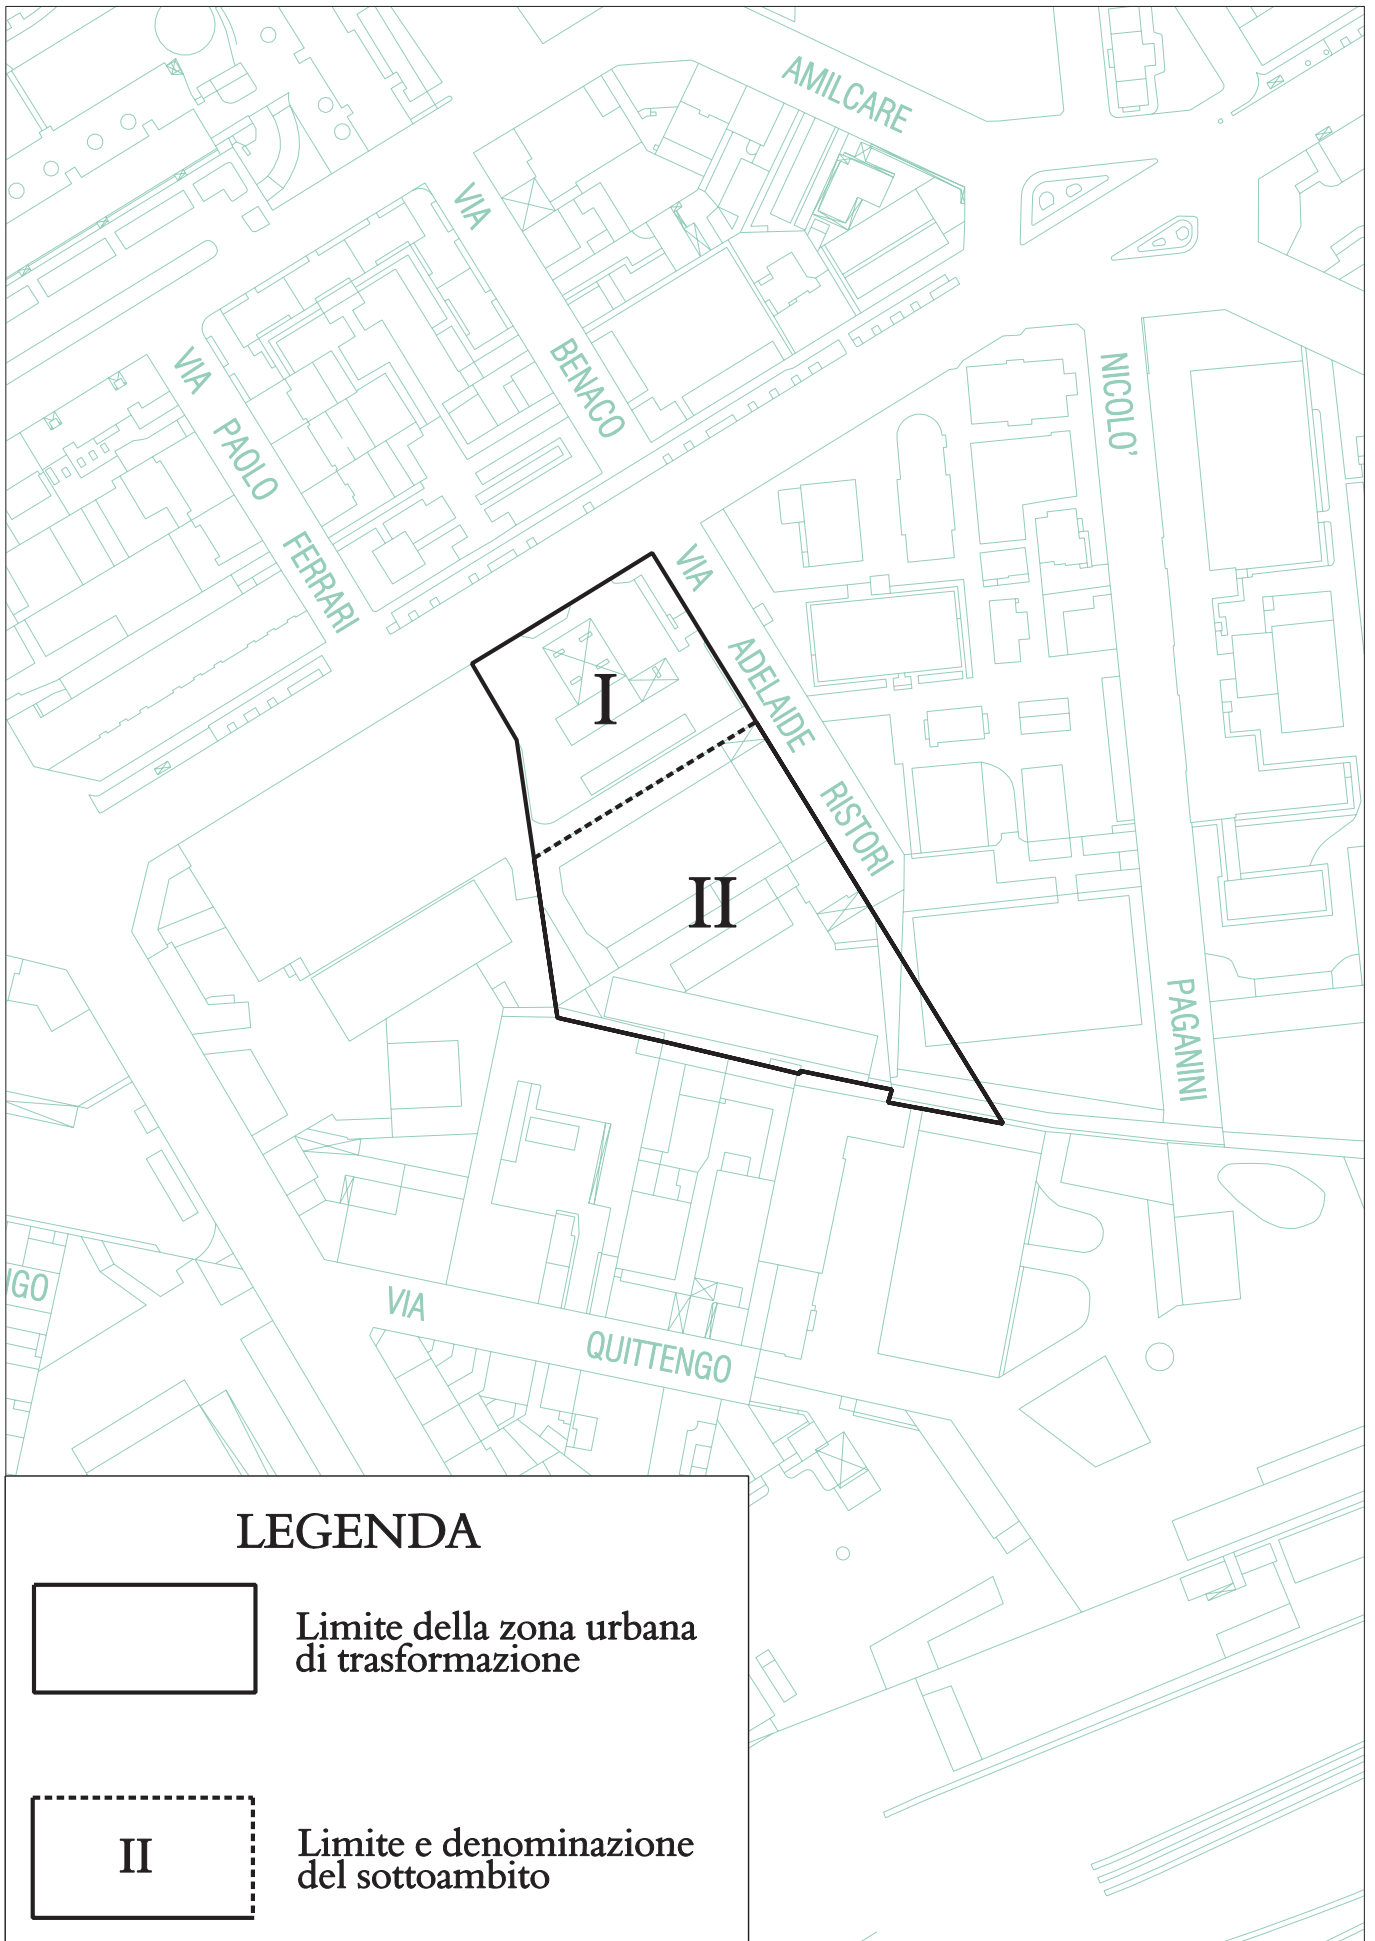 AMILCARE
VIA
BENACO
VIA
PAOLO
FERRARI
NICOLO'
VIA
ADELAIDE
RISTORI
I
II
PAGANINI
NGO
VIA
QUITTENGO
LEGENDA
Limite della zona urbana
di trasformazione
II
Limite e denominazione
del sottoambito